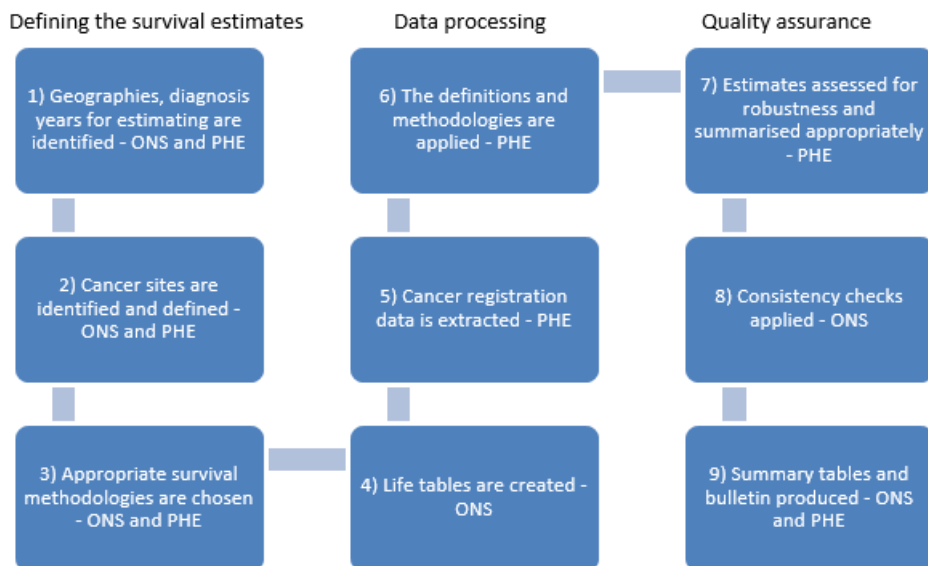 Defining the survival estimates
1) Geographies, diagnosis
years for estimating are
identified - ONS and PHE
2) Cancer sites are
identified and defined -
ONS and PHE
3) Appropriate survival
methodologies are chosen
- ONS and PHE
Data processing
4) Life tables are created -
ONS
5) Cancer registration
data is extracted - PHE
6) The definitions and
methodologies are
applied - PHE
Quality assurance
7) Estimates assessed for
robustness and
summarised appropriately
- PHE
8) Consistency checks
applied - ONS
9) Summary tables and
bulletin produced - ONS
and PHE